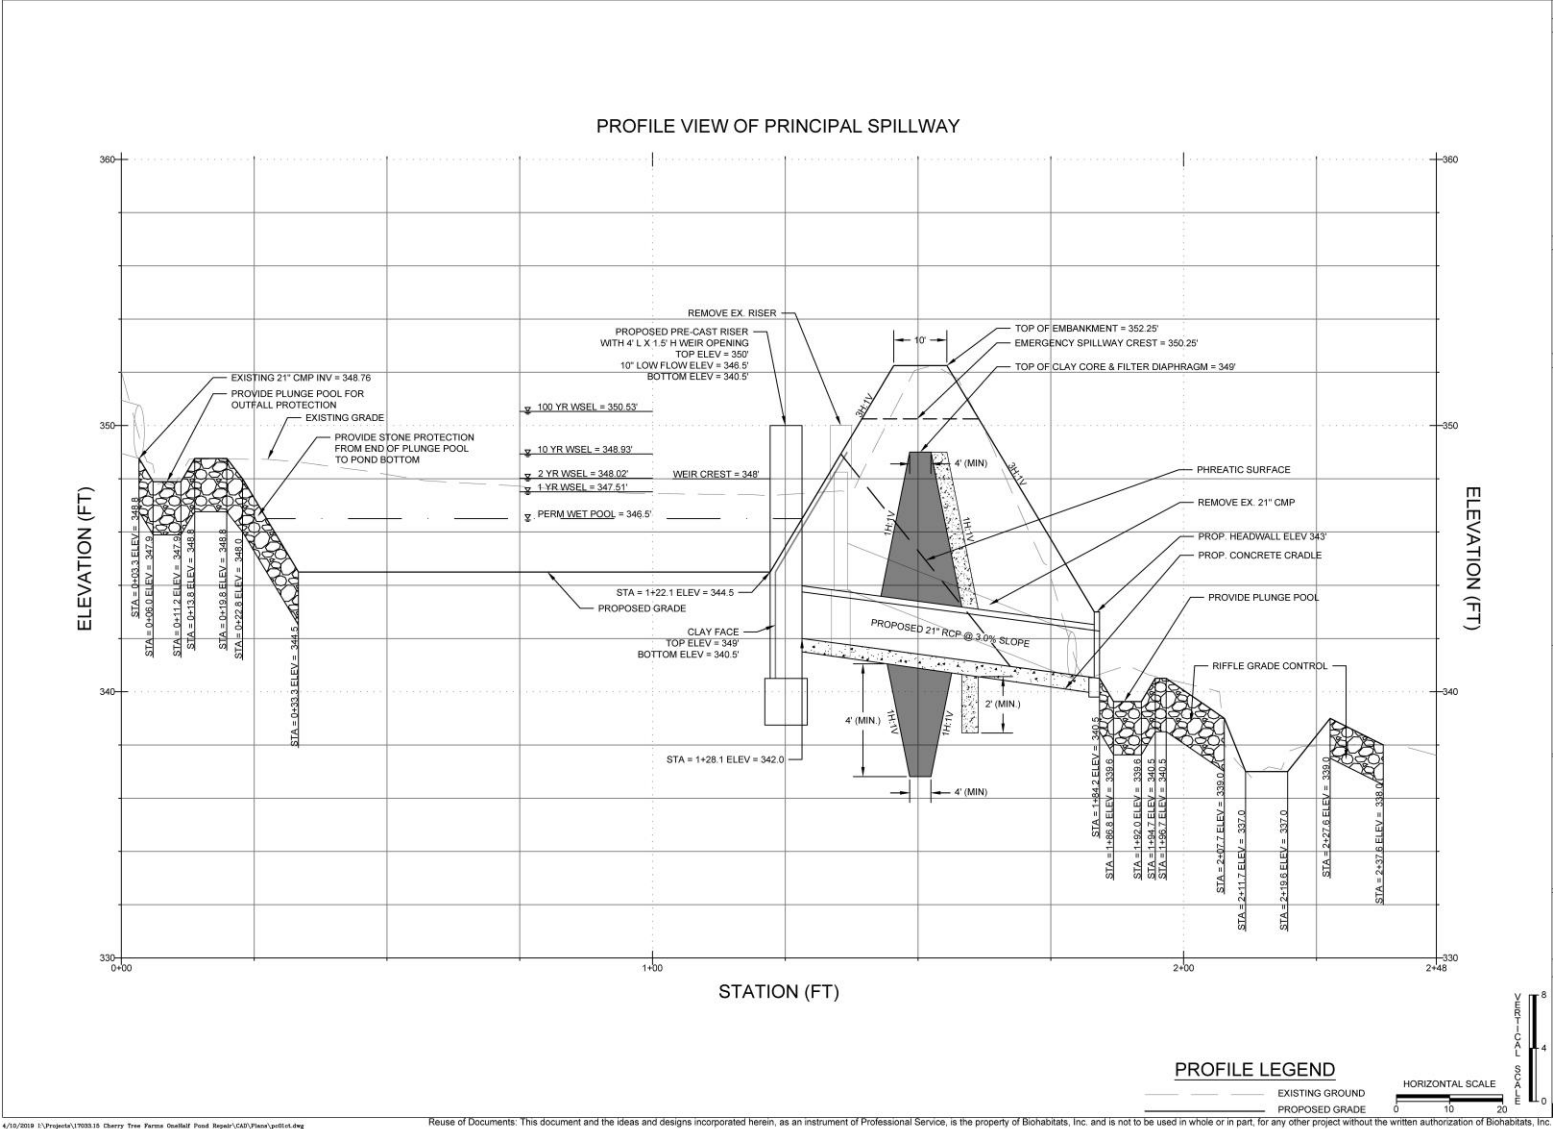 PROFILE VIEW OF PRINCIPAL SPILLWAY
360
360
350
350
340
340
330
330
ELEVATION (FT)
ELEVATION (FT)
0+00
1+00
2+00
2+48
STATION (FT)
EXISTING 21" CMP INV = 348.76
PROVIDE PLUNGE POOL FOR
OUTFALL PROTECTION
EXISTING GRADE
PROVIDE STONE PROTECTION
FROM END OF PLUNGE POOL
TO POND BOTTOM
REMOVE EX. RISER
PROPOSED PRE-CAST RISER
WITH 4' L X 1.5' H WEIR OPENING
TOP ELEV = 350'
10" LOW FLOW ELEV = 346.5'
BOTTOM ELEV = 340.5'
100 YR WSEL = 350.53'
10 YR WSEL = 348.93'
2 YR WSEL = 348.02'
1 YR WSEL = 347.51'
PERM WET POOL = 346.5'
WEIR CREST = 348'
10'
TOP OF EMBANKMENT = 352.25'
EMERGENCY SPILLWAY CREST = 350.25'
TOP OF CLAY CORE & FILTER DIAPHRAGM = 349'
3H:1V
3H:1V
4' (MIN)
1H:1V
1H:1V
PHREATIC SURFACE
REMOVE EX. 21" CMP
PROP. HEADWALL ELEV 343'
PROP. CONCRETE CRADLE
PROVIDE PLUNGE POOL
RIFFLE GRADE CONTROL
STA = 1+22.1 ELEV = 344.5
PROPOSED GRADE
CLAY FACE
TOP ELEV = 349'
BOTTOM ELEV = 340.5'
PROPOSED 21" RCP @ 3.0% SLOPE
4' (MIN.)
1H:1V
1H:1V
2' (MIN.)
STA = 1+28.1 ELEV = 342.0
4' (MIN)
STA = 0+03.3 ELEV = 348.8
STA = 0+06.0 ELEV = 347.9
STA = 0+11.2 ELEV = 347.9
STA = 0+13.8 ELEV = 348.8
STA = 0+19.8 ELEV = 348.8
STA = 0+22.8 ELEV = 348.0
STA = 0+33.3 ELEV = 344.5
STA = 1+84.2 ELEV = 340.5
STA = 1+86.8 ELEV = 339.6
STA = 1+92.0 ELEV = 339.6
STA = 1+94.7 ELEV = 340.5
STA = 1+96.7 ELEV = 340.5
STA = 2+07.7 ELEV = 339.0
STA = 2+11.7 ELEV = 337.0
STA = 2+19.6 ELEV = 337.0
STA = 2+27.6 ELEV = 339.0
STA = 2+37.6 ELEV = 338.0
PROFILE LEGEND
EXISTING GROUND
PROPOSED GRADE
HORIZONTAL SCALE
0 10 20
VERTICAL SCALE
8
4
0
4/10/2019 I:\Projects\17033.15 Cherry Tree Farms OneHalf Pond Repair\CAD\Plans\pc01ot.dwg
Reuse of Documents: This document and the ideas and designs incorporated herein, as an instrument of Professional Service, is the property of Biohabitats, Inc. and is not to be used in whole or in part, for any other project without the written authorization of Biohabitats, Inc.